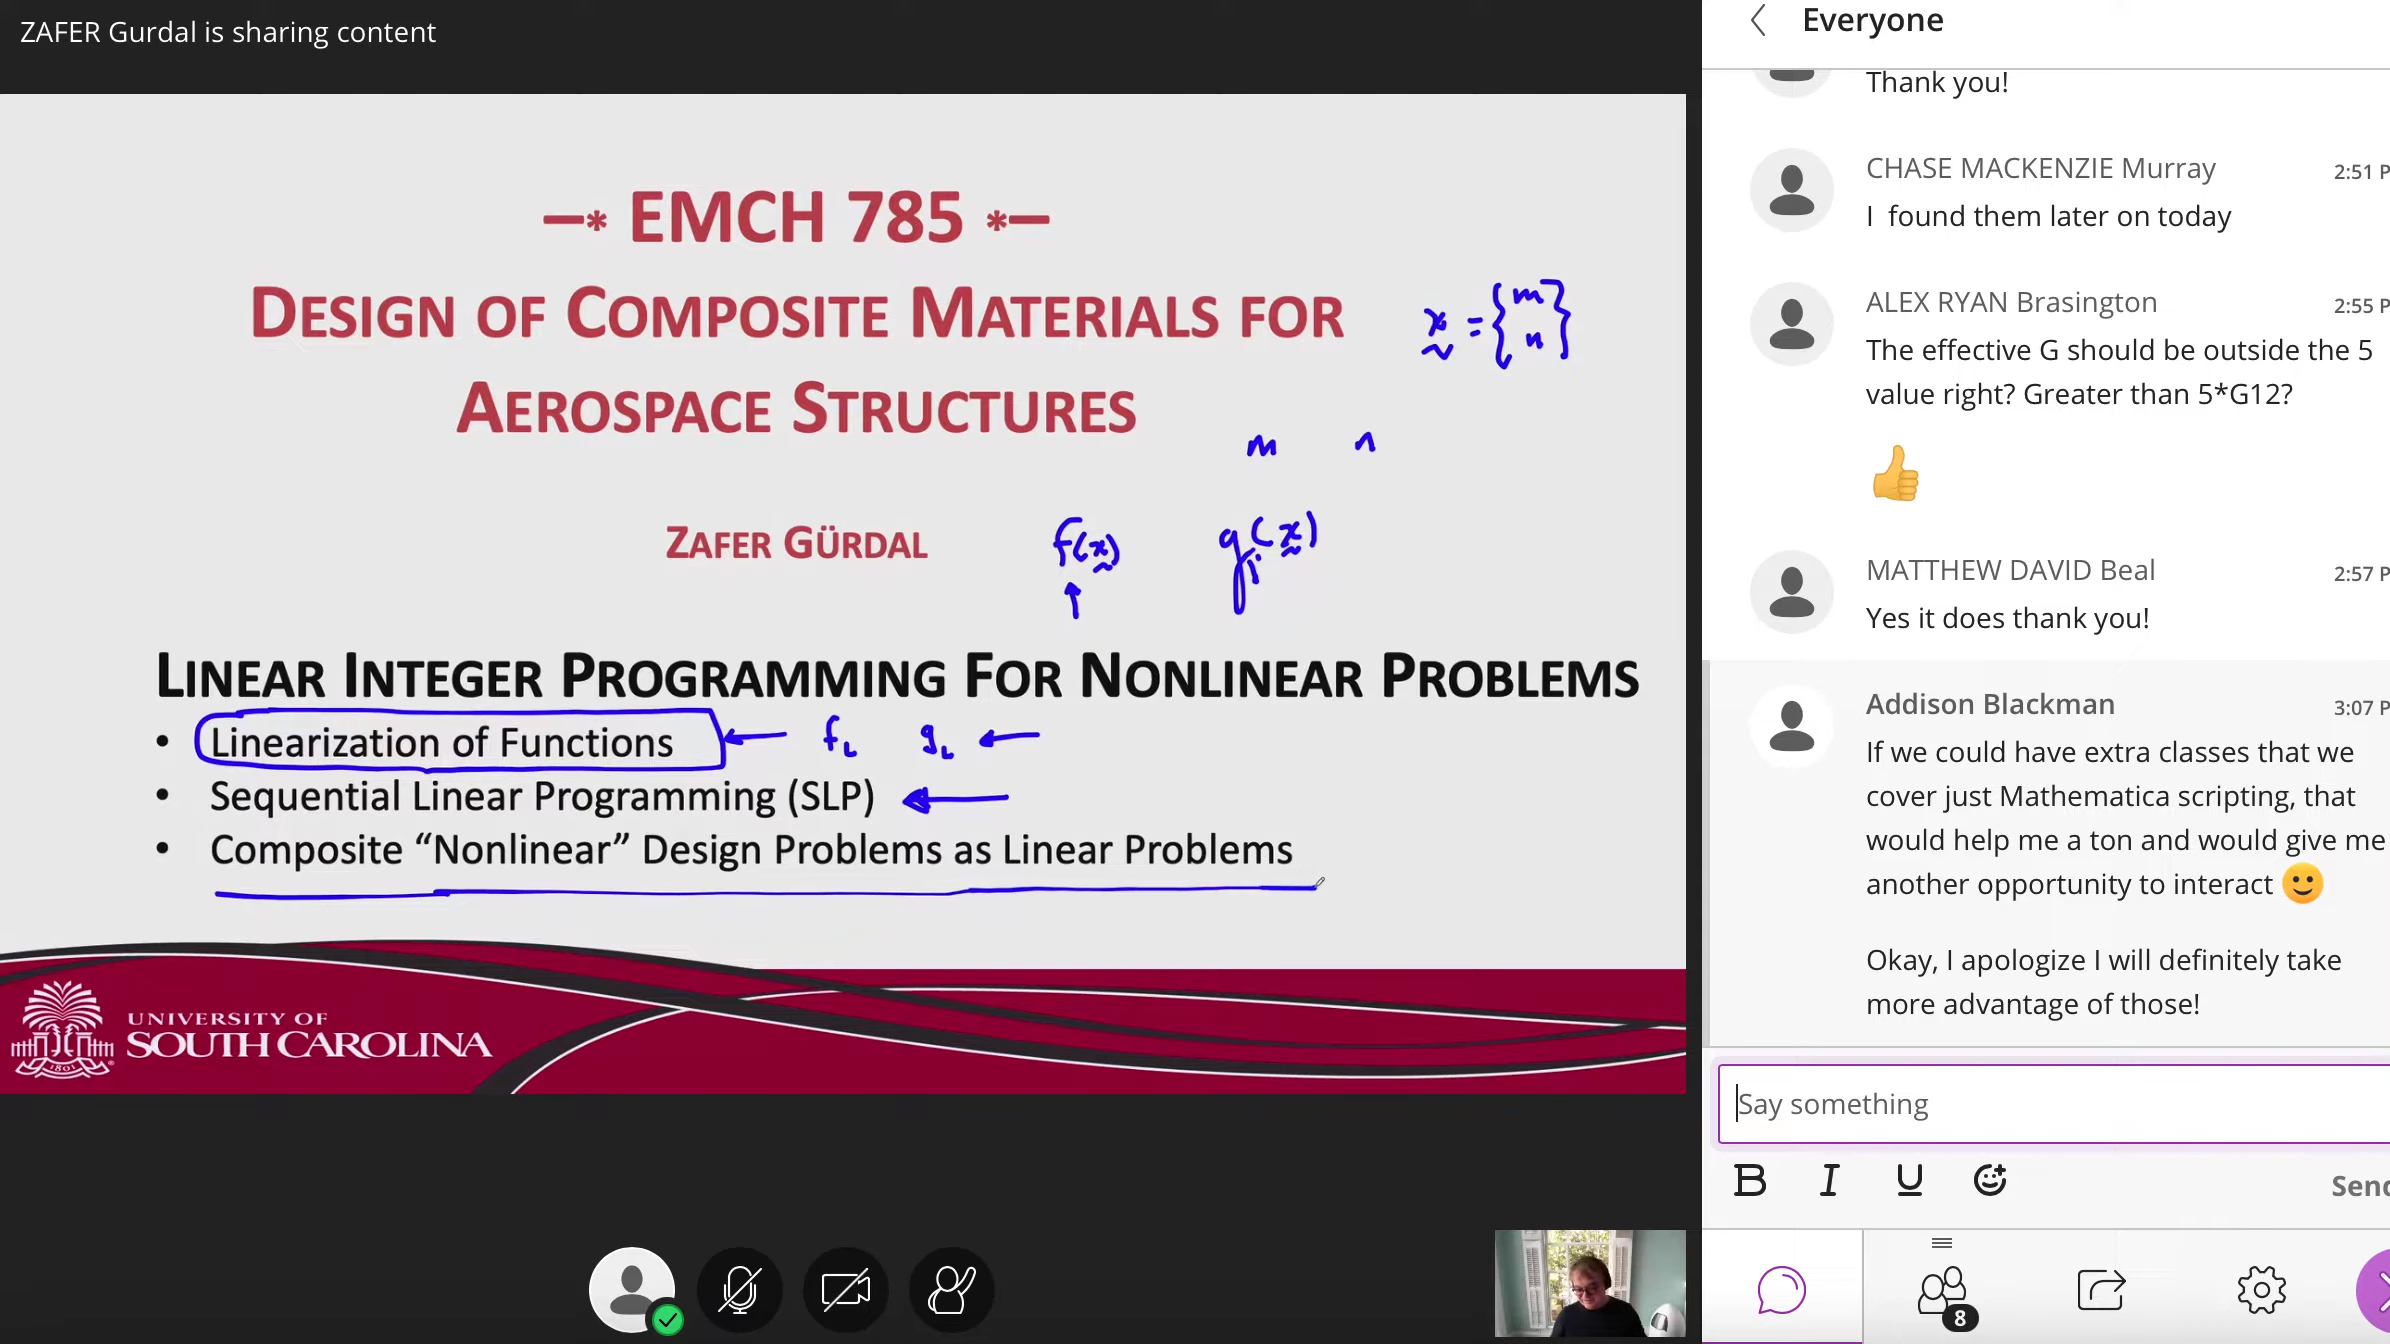 ZAFER Gurdal is sharing content
–* EMCH 785 *–
DESIGN OF COMPOSITE MATERIALS FOR
AEROSPACE STRUCTURES
x = { m n }
m n
ZAFER GÜRDAL
f(x) g(x)
LINEAR INTEGER PROGRAMMING FOR NONLINEAR PROBLEMS
• Linearization of Functions ← fL gL ←
• Sequential Linear Programming (SLP) ←
• Composite “Nonlinear” Design Problems as Linear Problems
UNIVERSITY OF
SOUTH CAROLINA
1801
Everyone
Thank you!
CHASE MACKENZIE Murray 2:51 P
I found them later on today
ALEX RYAN Brasington 2:55 P
The effective G should be outside the 5
value right? Greater than 5*G12?
👍
MATTHEW DAVID Beal 2:57 P
Yes it does thank you!
Addison Blackman 3:07 P
If we could have extra classes that we
cover just Mathematica scripting, that
would help me a ton and would give me
another opportunity to interact 🙂
Okay, I apologize I will definitely take
more advantage of those!
Say something
B I U
Send
8